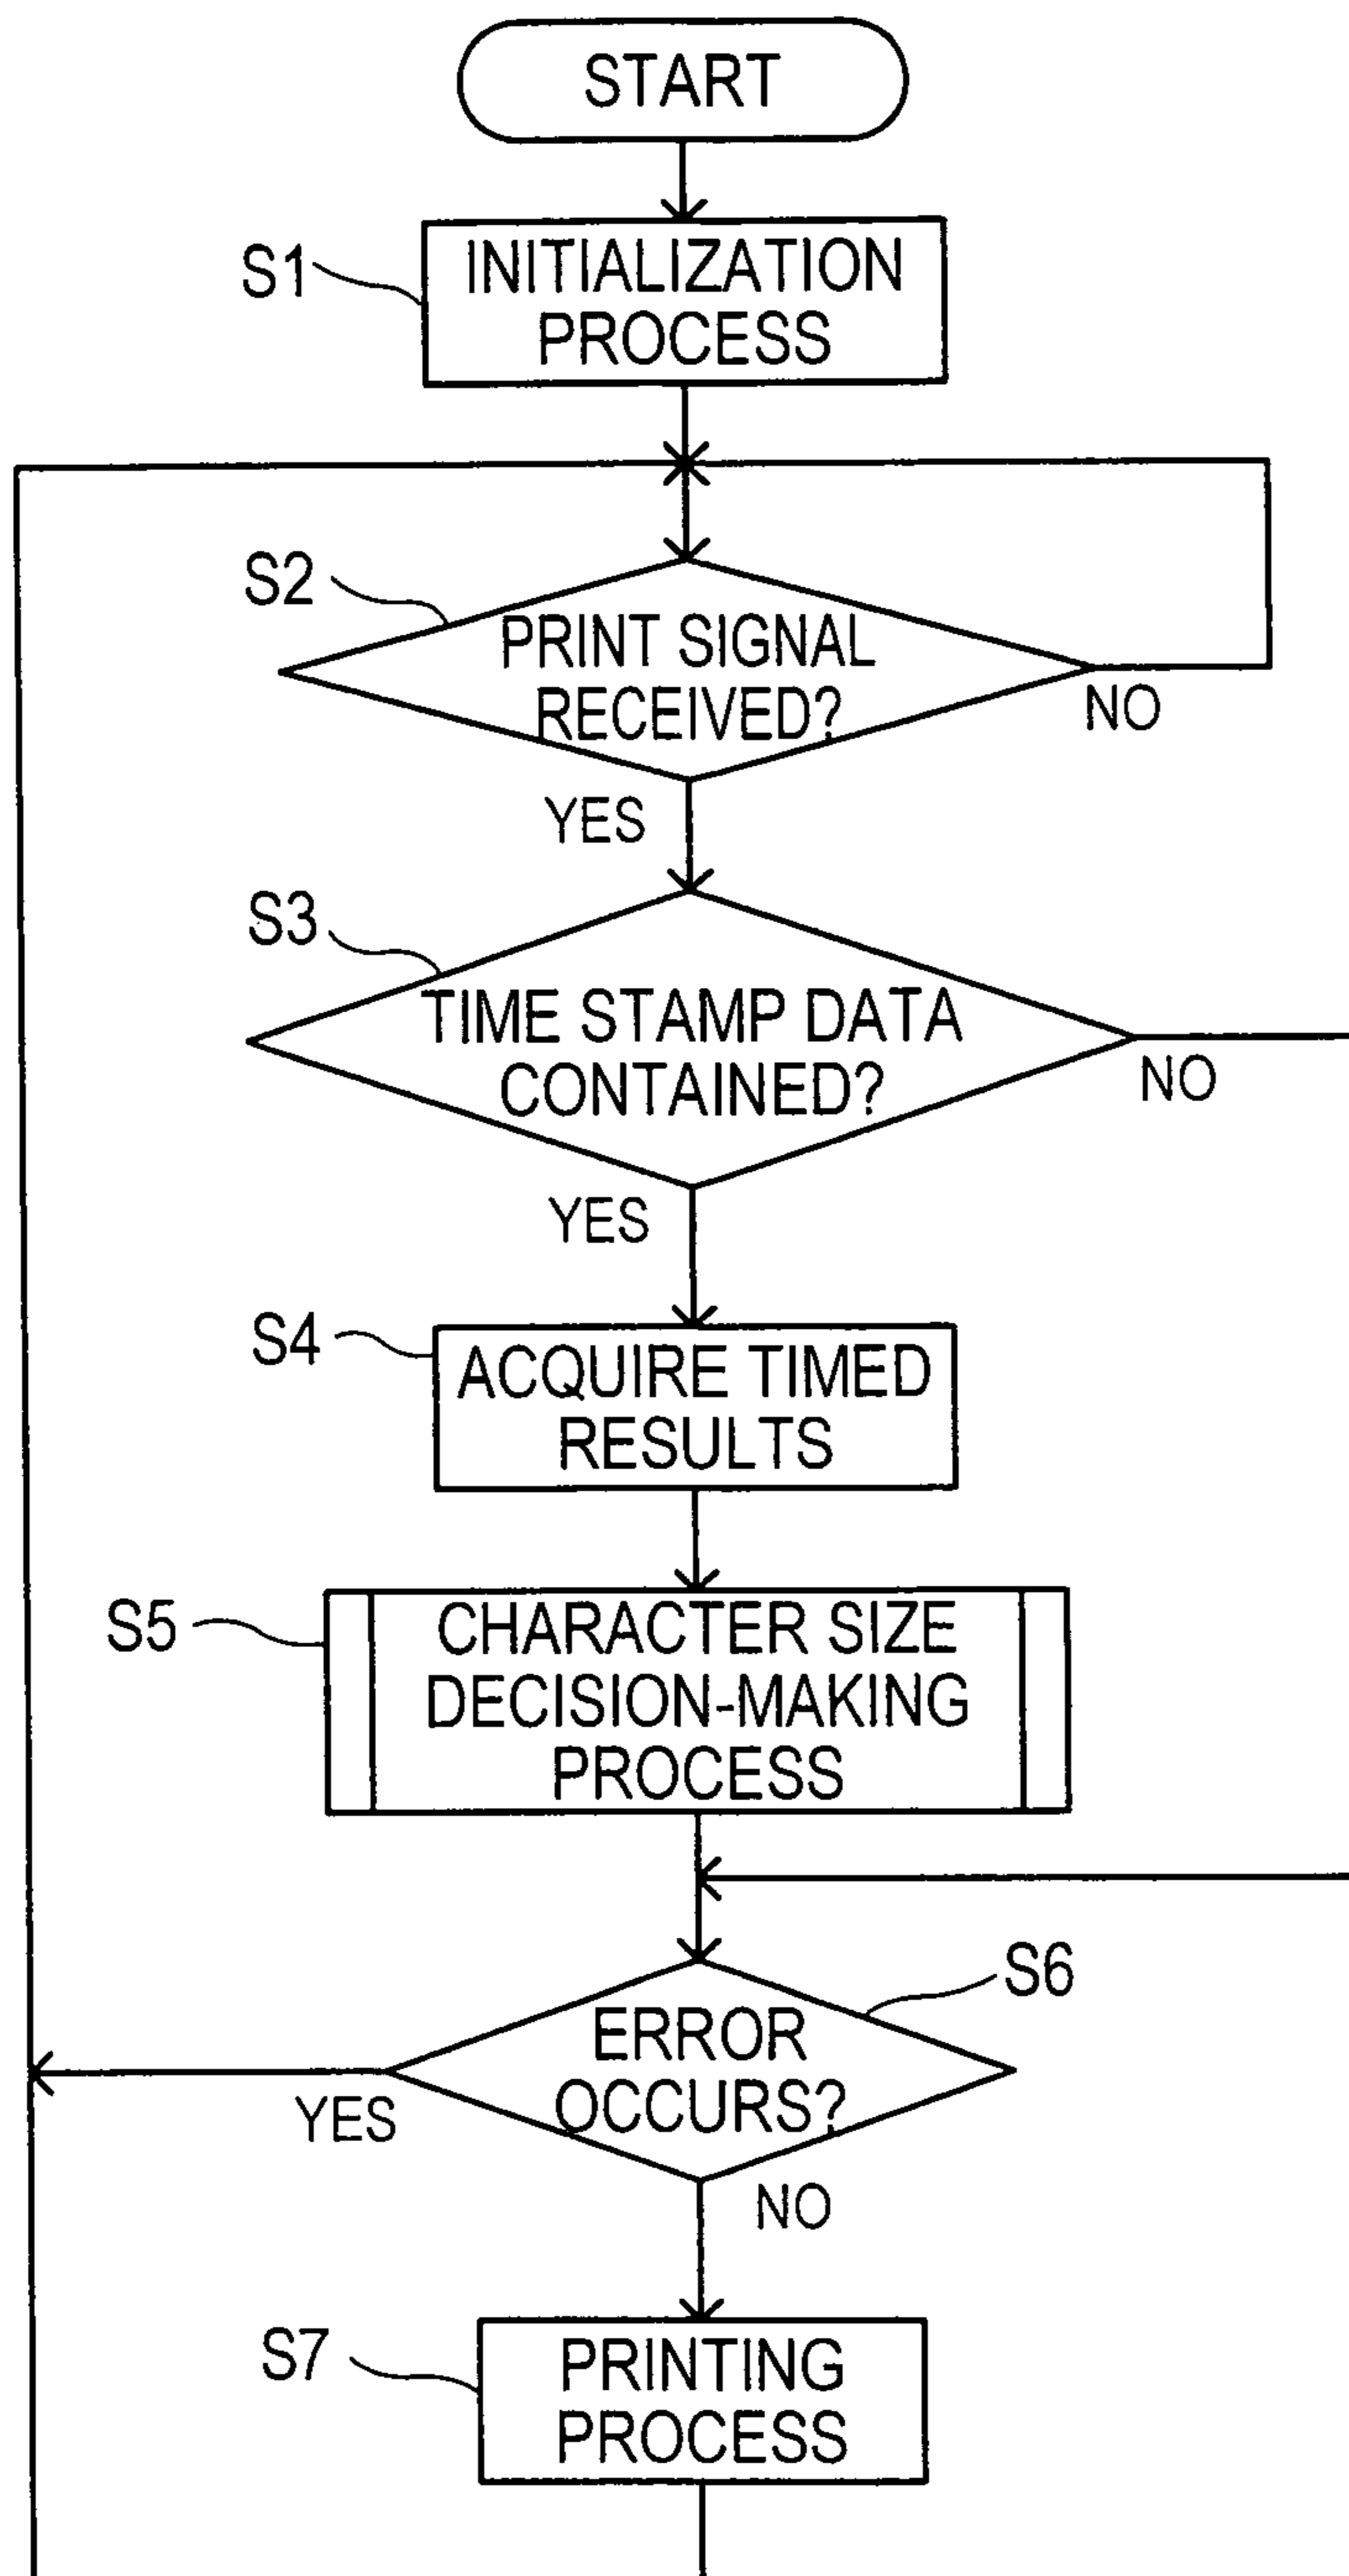 START
S1
INITIALIZATION
PROCESS
S2
PRINT SIGNAL
RECEIVED?
NO
YES
S3
TIME STAMP DATA
CONTAINED?
NO
YES
S4
ACQUIRE TIMED
RESULTS
S5
CHARACTER SIZE
DECISION-MAKING
PROCESS
S6
ERROR
OCCURS?
YES
NO
S7
PRINTING
PROCESS